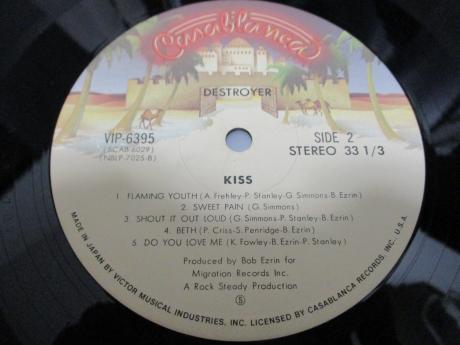 Casablanca
DESTROYER
VIP-6395
(SCAB-6029)
(NBLP-7025-B)
SIDE 2
STEREO 33 1/3
KISS
1. FLAMING YOUTH (A. Frehley-P. Stanley-G. Simmons-B. Ezrin)
2. SWEET PAIN (G. Simmons)
3. SHOUT IT OUT LOUD (G. Simmons-P. Stanley-B. Ezrin)
4. BETH (P. Criss-S. Penridge-B. Ezrin)
5. DO YOU LOVE ME (K. Fowley-B. Ezrin-P. Stanley)
Produced by Bob Ezrin for
Migration Records Inc.
A Rock Steady Production
Ⓢ
MADE IN JAPAN BY VICTOR MUSICAL INDUSTRIES, INC. LICENSED BY CASABLANCA RECORDS, INC. U.S.A.